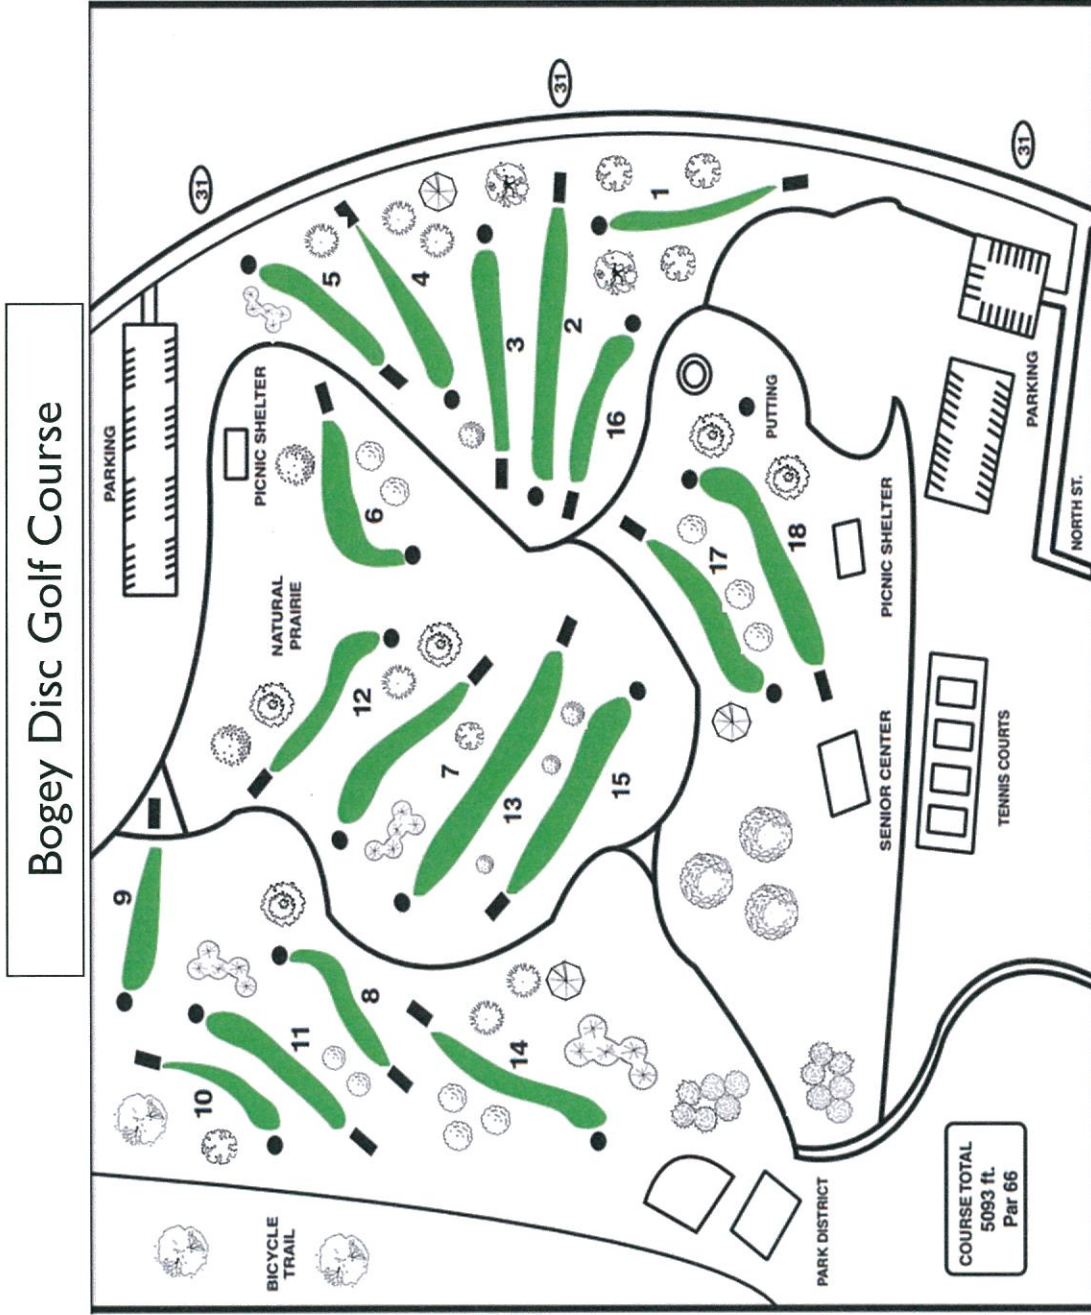 Bogey Disc Golf Course
31
31
31
PARKING
PICNIC SHELTER
NATURAL
PRAIRIE
1
2
3
4
5
6
7
8
9
10
11
12
13
14
15
16
17
18
PUTTING
PARKING
NORTH ST.
PICNIC SHELTER
SENIOR CENTER
TENNIS COURTS
BICYCLE
TRAIL
PARK DISTRICT
COURSE TOTAL
5093 ft.
Par 66